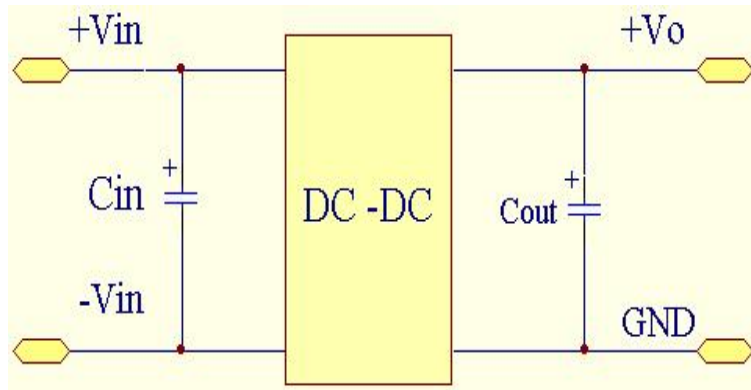 +Vin
+Vo
+
Cin
DC -DC
+
Cout
-Vin
GND